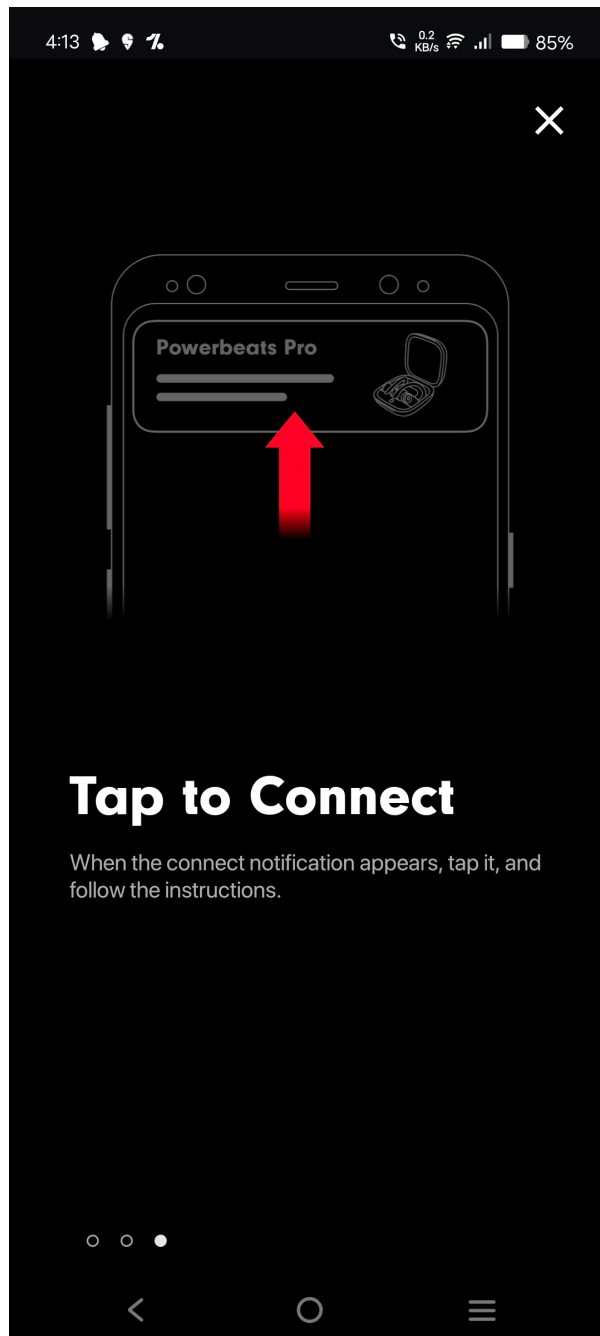 4:13
0.2
KB/s
85%
Powerbeats Pro
Tap to Connect
When the connect notification appears, tap it, and
follow the instructions.